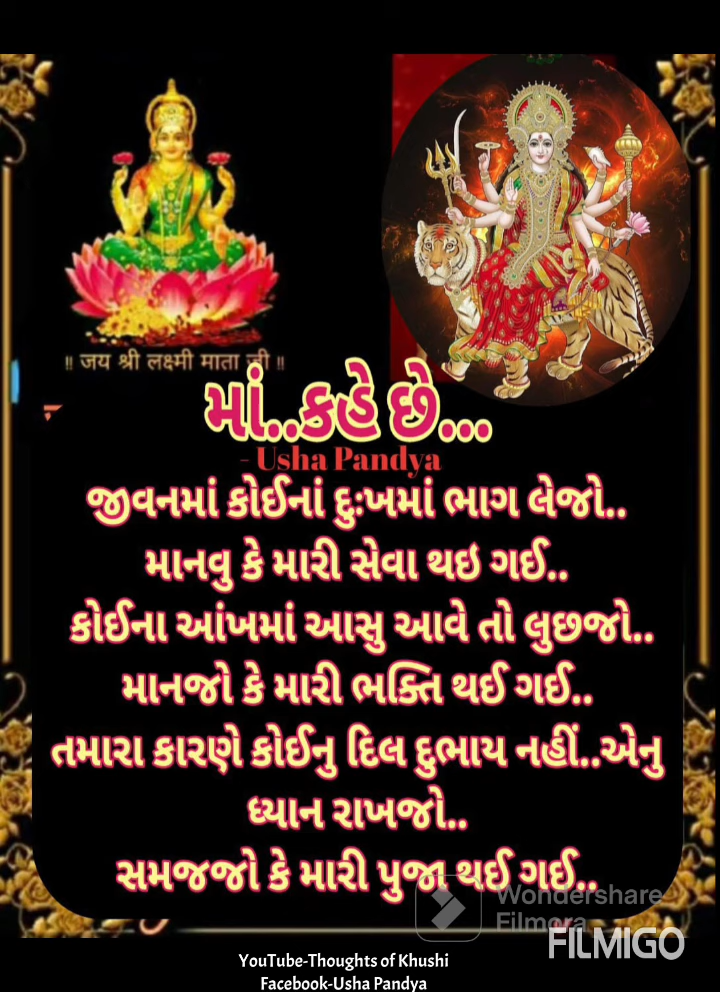 ॥ जय श्री लक्ष्मी माता जी ॥
માં..કહે છે...
- Usha Pandya
જીવનમાં કોઈનાં દુઃખમાં ભાગ લેજો..
માનવુ કે મારી સેવા થઇ ગઈ..
કોઈના આંખમાં આસુ આવે તો લુછજો..
માનજો કે મારી ભક્તિ થઈ ગઈ..
તમારા કારણે કોઈનુ દિલ દુભાય નહીં..એનુ
ધ્યાન રાખજો..
સમજજો કે મારી પુજા થઈ ગઈ..
Wondershare
Filmora
FILMIGO
YouTube-Thoughts of Khushi
Facebook-Usha Pandya